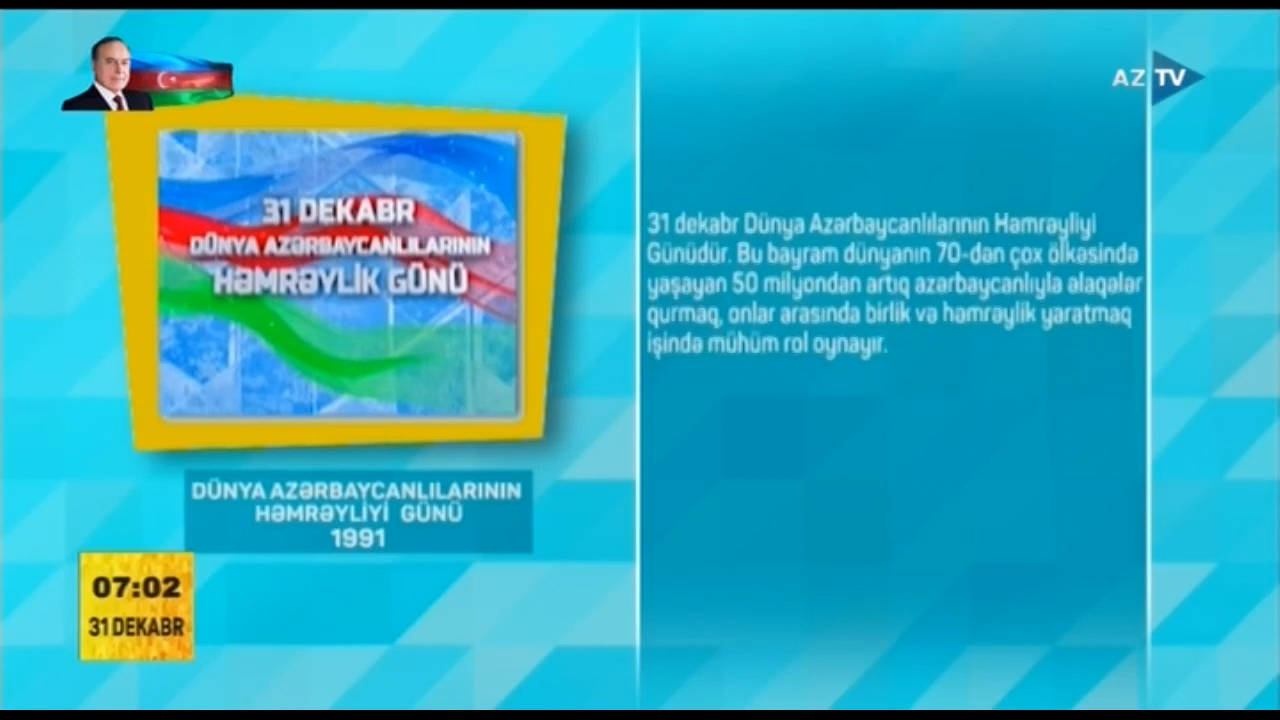 AZTV
31 DEKABR
DÜNYA AZƏRBAYCANLILARININ
HƏMRƏYLİK GÜNÜ
DÜNYA AZƏRBAYCANLILARININ
HƏMRƏYLİYİ GÜNÜ
1991
07:02
31 DEKABR
31 dekabr Dünya Azərbaycanlılarının Həmrəyliyi
Günüdür. Bu bayram dünyanın 70-dən çox ölkəsində
yaşayan 50 milyondan artıq azərbaycanlıyla əlaqələr
qurmaq, onlar arasında birlik və həmrəylik yaratmaq
işində mühüm rol oynayır.